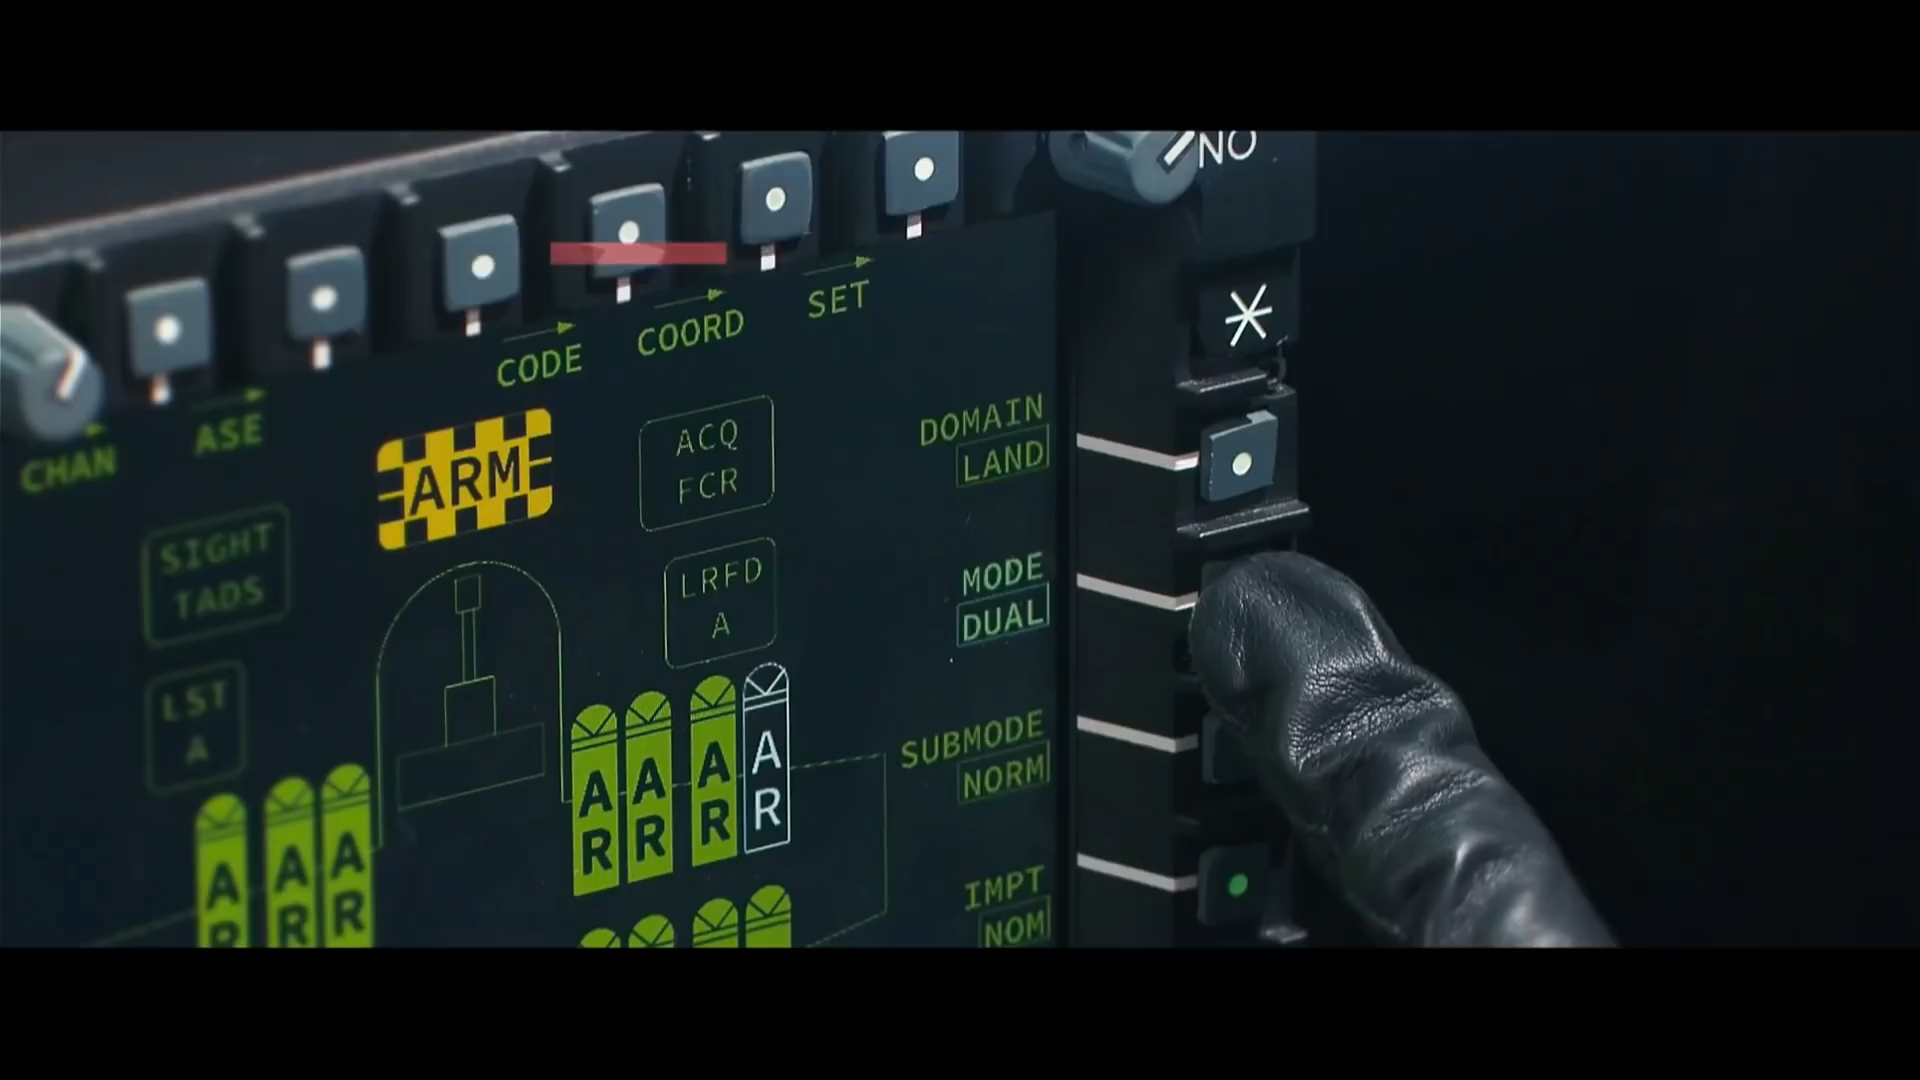 NO
SET
COORD
CODE
ASE
CHAN
ARM
ACQ
FCR
DOMAIN
LAND
SIGHT
TADS
LRFD
A
MODE
DUAL
LST
A
A
R
A
R
A
R
A
R
SUBMODE
NORM
A
R
A
R
A
R
IMPT
NOM